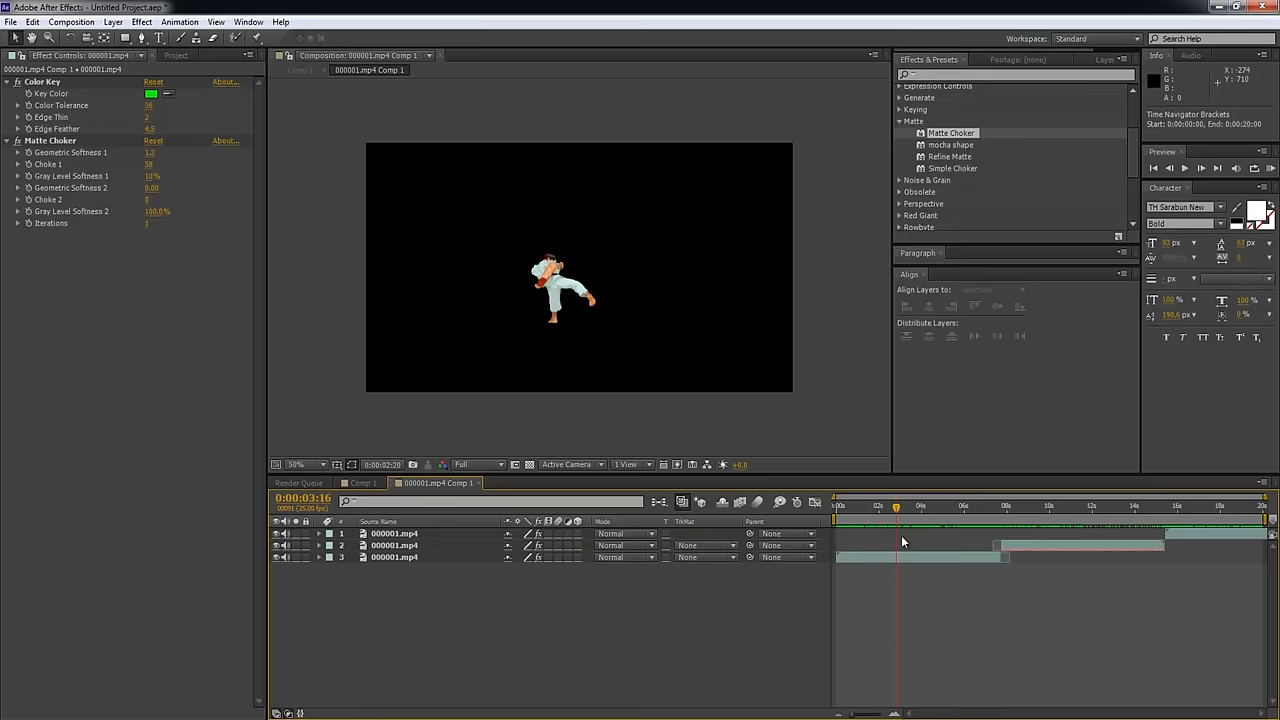 Adobe After Effects - Untitled Project.aep *
File Edit Composition Layer Effect Animation View Window Help
Workspace: Standard Search Help
Effect Controls: 000001.mp4 Project
000001.mp4 Comp 1 • 000001.mp4
Color Key Reset About...
Key Color
Color Tolerance 36
Edge Thin 2
Edge Feather 4.5
Matte Choker Reset About...
Geometric Softness 1 1.3
Choke 1 58
Gray Level Softness 1 10%
Geometric Softness 2 0.00
Choke 2 0
Gray Level Softness 2 100.0%
Iterations 1
Composition: 000001.mp4 Comp 1
Comp 1 000001.mp4 Comp 1
50% 0:00:02:20 Full Active Camera 1 View +0.0
Effects & Presets Footage: (none) Layer
Expression Controls
Generate
Keying
Matte
Matte Choker
mocha shape
Refine Matte
Simple Choker
Noise & Grain
Obsolete
Perspective
Red Giant
Rowbyte
Paragraph
Align
Align Layers to:
Distribute Layers:
Info Audio
R: X: -274
G: Y: 710
B:
A: 0
Time Navigator Brackets
Start: 0:00:00:00, End: 0:00:20:00
Preview
Character
TH Sarabun New
Bold
93 px 63 px
0
- px
100 % 100 %
190.6 px 0 %
T T TT TT T¹ T₁
Render Queue Comp 1 000001.mp4 Comp 1
0:00:03:16
00091 (25.00 fps)
# Source Name Mode T TrkMat Parent
1 000001.mp4 Normal None
2 000001.mp4 Normal None None
3 000001.mp4 Normal None None
:00s 02s 04s 06s 08s 10s 12s 14s 16s 18s 20s